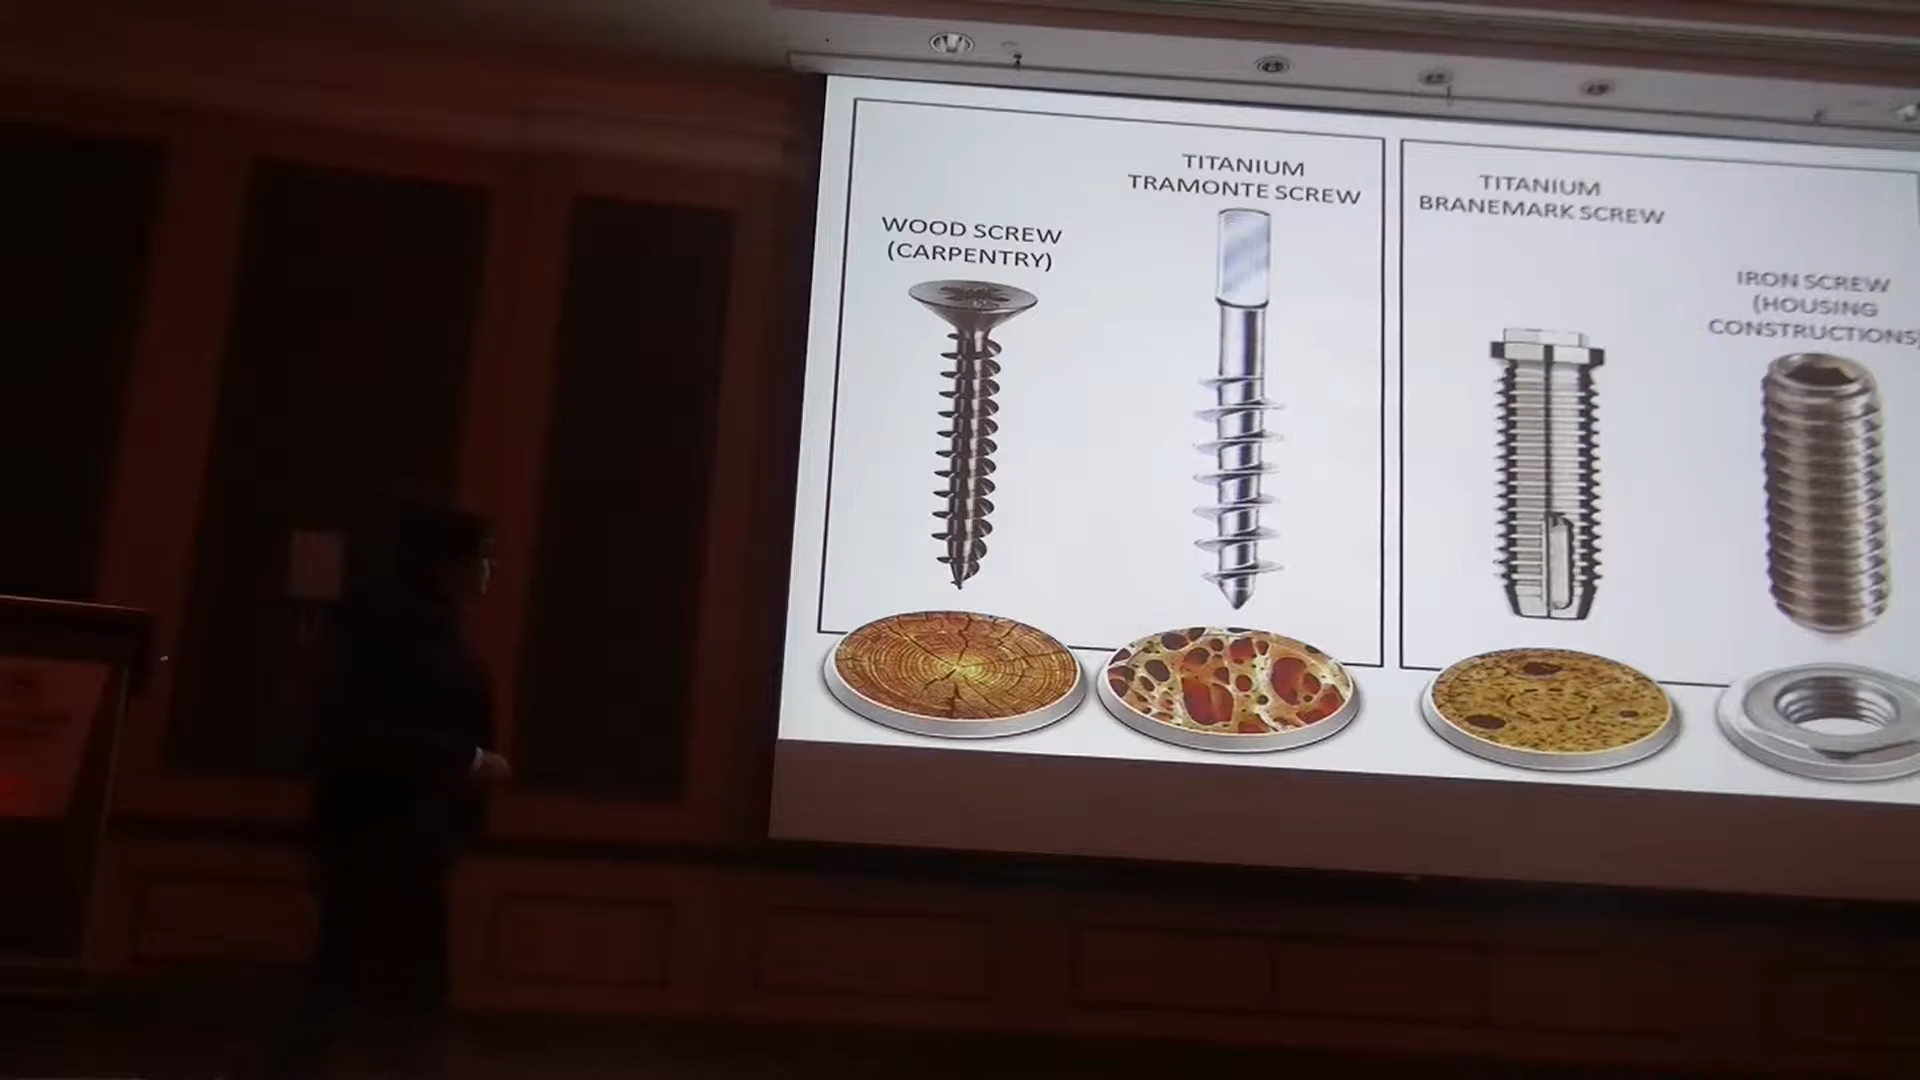 WOOD SCREW
(CARPENTRY)
TITANIUM
TRAMONTE SCREW
TITANIUM
BRANEMARK SCREW
IRON SCREW
(HOUSING
CONSTRUCTIONS)